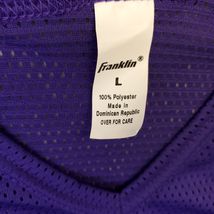 Franklin®
L
100% Polyester
Made in
Dominican Republic
OVER FOR CARE